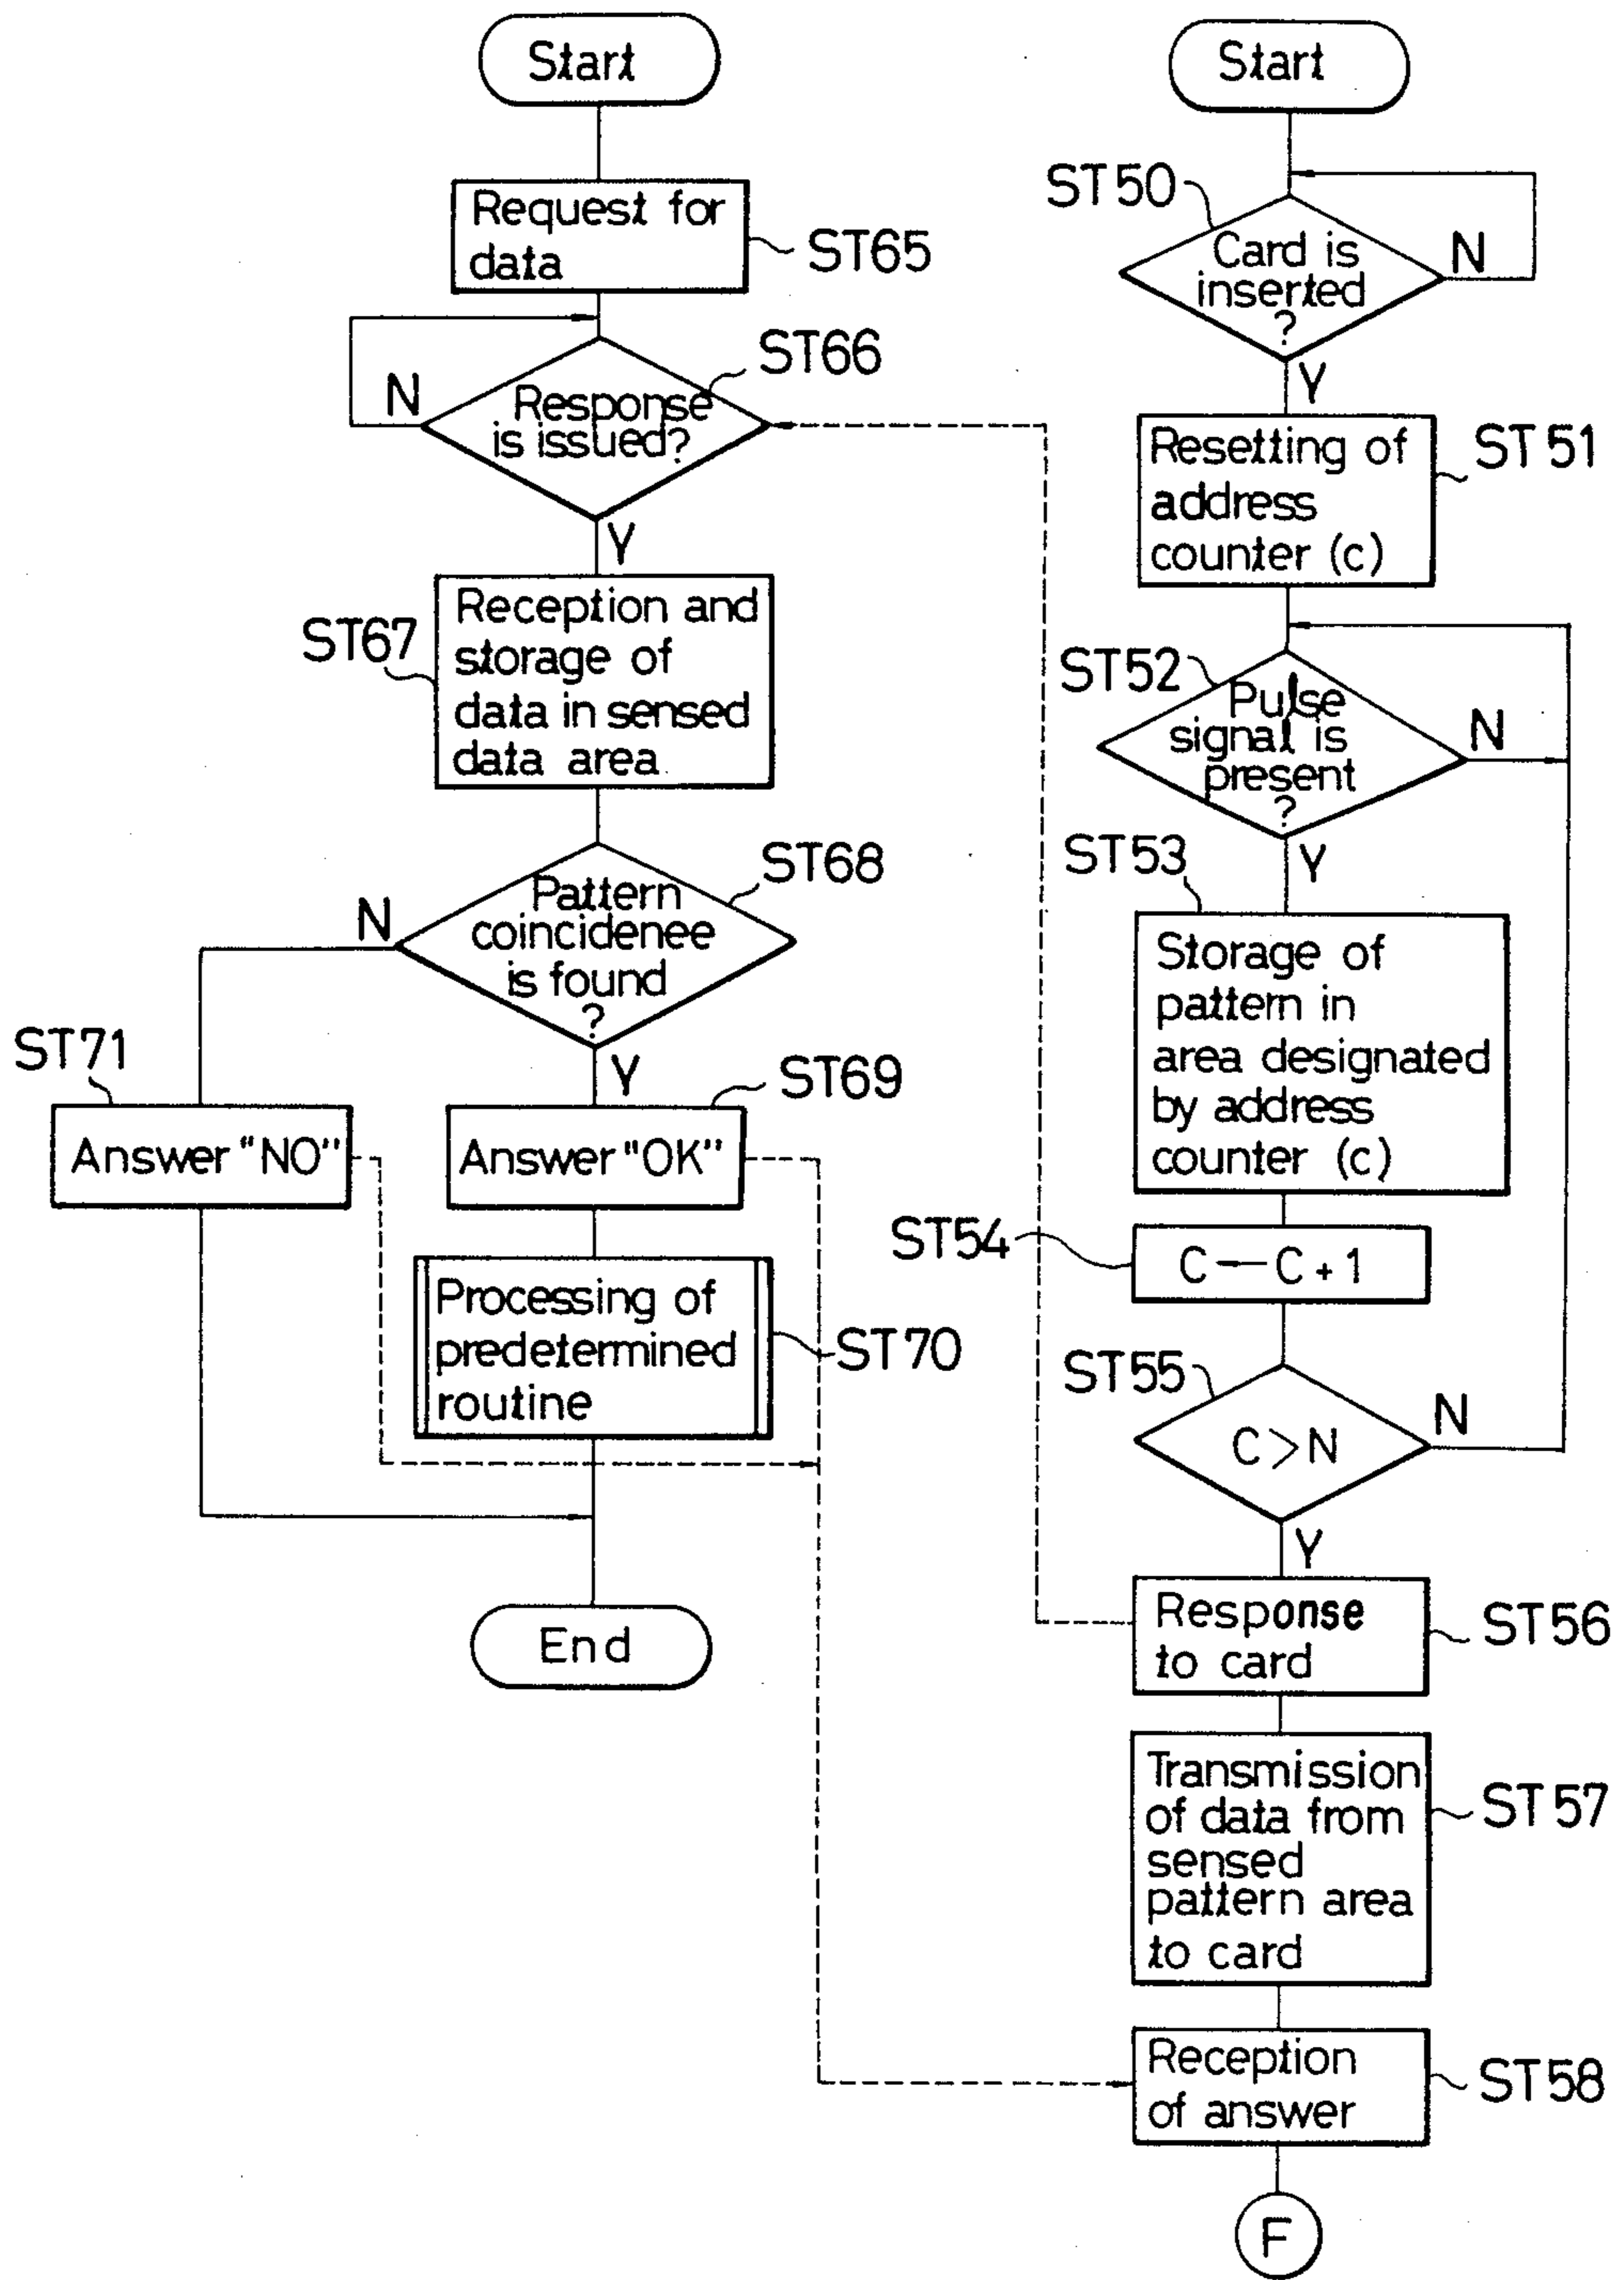 Start
Request for
data
ST65
ST66
N
Response
is issued?
Y
ST67
Reception and
storage of
data in sensed
data area
ST68
N
Pattern
coincidenee
is found
?
Y
ST71
ST69
Answer "NO"
Answer "OK"
Processing of
predetermined
routine
ST70
End
Start
ST50
Card is
inserted
?
N
Y
Resetting of
address
counter (c)
ST51
ST52
Pulse
signal is
present
?
N
Y
ST53
Storage of
pattern in
area designated
by address
counter (c)
ST54
C ← C + 1
ST55
C > N
N
Y
Response
to card
ST56
Transmission
of data from
sensed
pattern area
to card
ST57
Reception
of answer
ST58
F